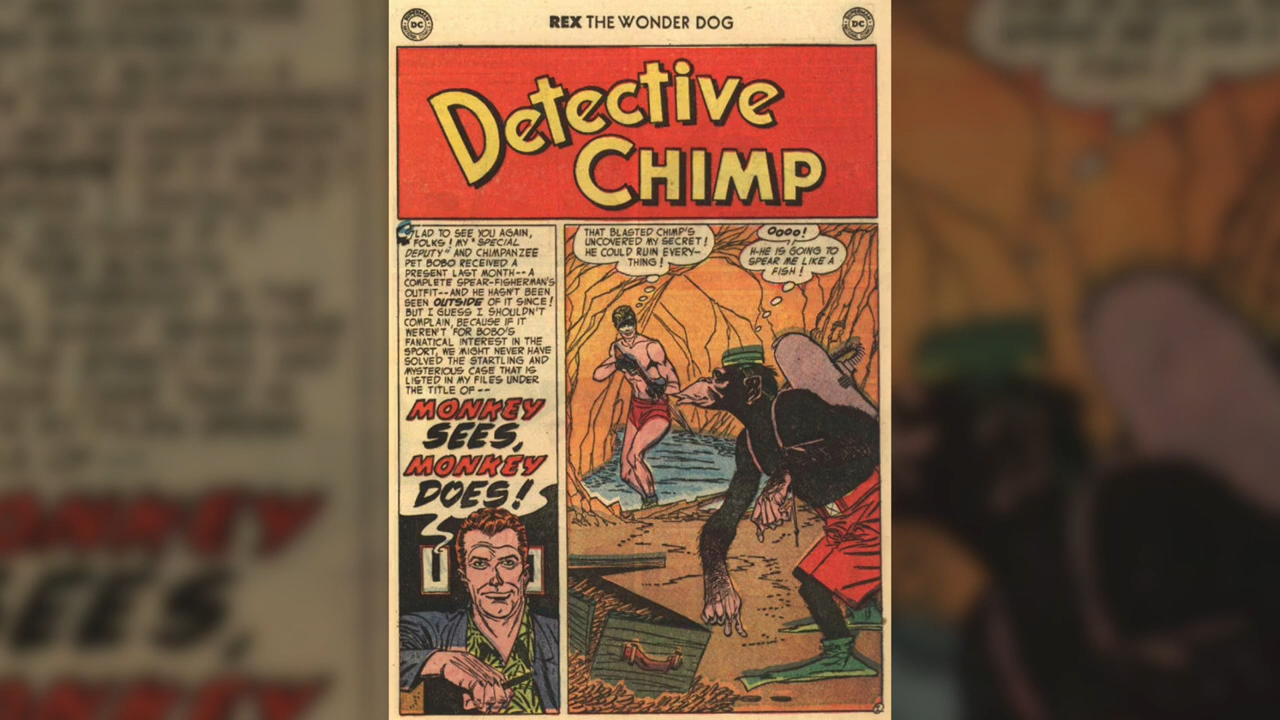 REX THE WONDER DOG
DC
DC
Detective
CHIMP
GLAD TO SEE YOU AGAIN,
FOLKS! MY "SPECIAL
DEPUTY" AND CHIMPANZEE
PET BOBO RECEIVED A
PRESENT LAST MONTH--A
COMPLETE SPEAR-FISHERMAN'S
OUTFIT--AND HE HASN'T BEEN
SEEN OUTSIDE OF IT SINCE!
BUT I GUESS I SHOULDN'T
COMPLAIN, BECAUSE IF IT
WEREN'T FOR BOBO'S
FANATICAL INTEREST IN THE
SPORT, WE MIGHT NEVER HAVE
SOLVED THE STARTLING AND
MYSTERIOUS CASE THAT IS
LISTED IN MY FILES UNDER
THE TITLE OF--
MONKEY
SEES,
MONKEY
DOES!
THAT BLASTED CHIMP'S
UNCOVERED MY SECRET!
HE COULD RUIN EVERY-
THING!
OOOO!
H-HE IS GOING TO
SPEAR ME LIKE A
FISH!